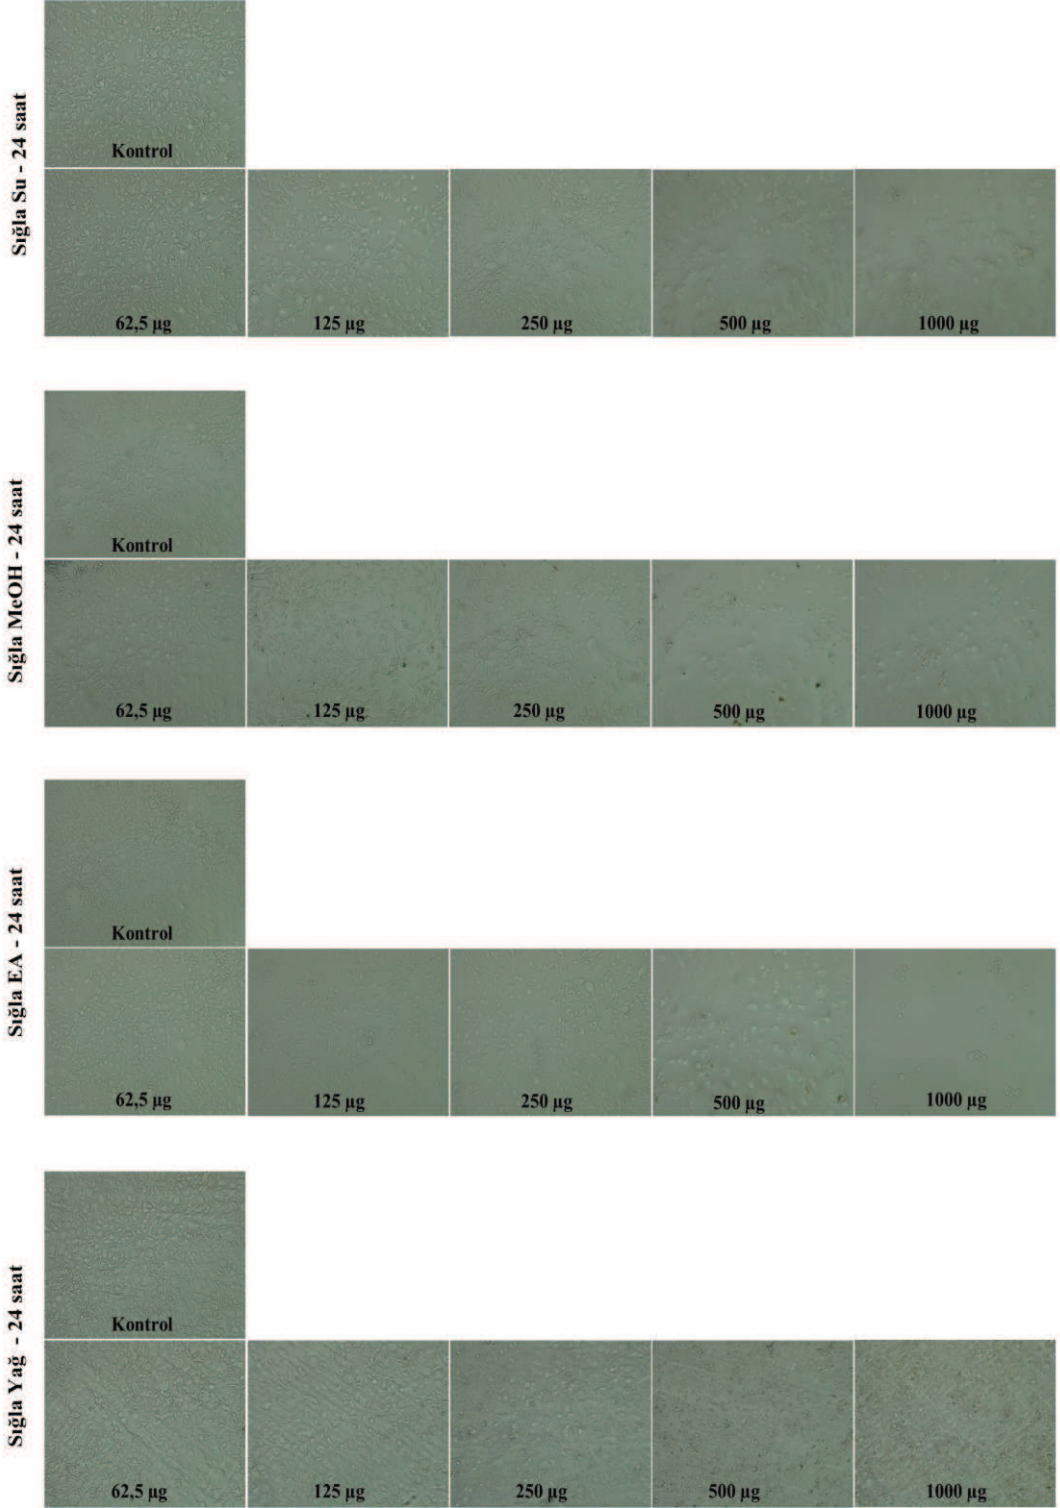 Sığla Su - 24 saat
Kontrol
62,5 µg
125 µg
250 µg
500 µg
1000 µg
Sığla MeOH - 24 saat
Kontrol
62,5 µg
125 µg
250 µg
500 µg
1000 µg
Sığla EA - 24 saat
Kontrol
62,5 µg
125 µg
250 µg
500 µg
1000 µg
Sığla Yağ - 24 saat
Kontrol
62,5 µg
125 µg
250 µg
500 µg
1000 µg